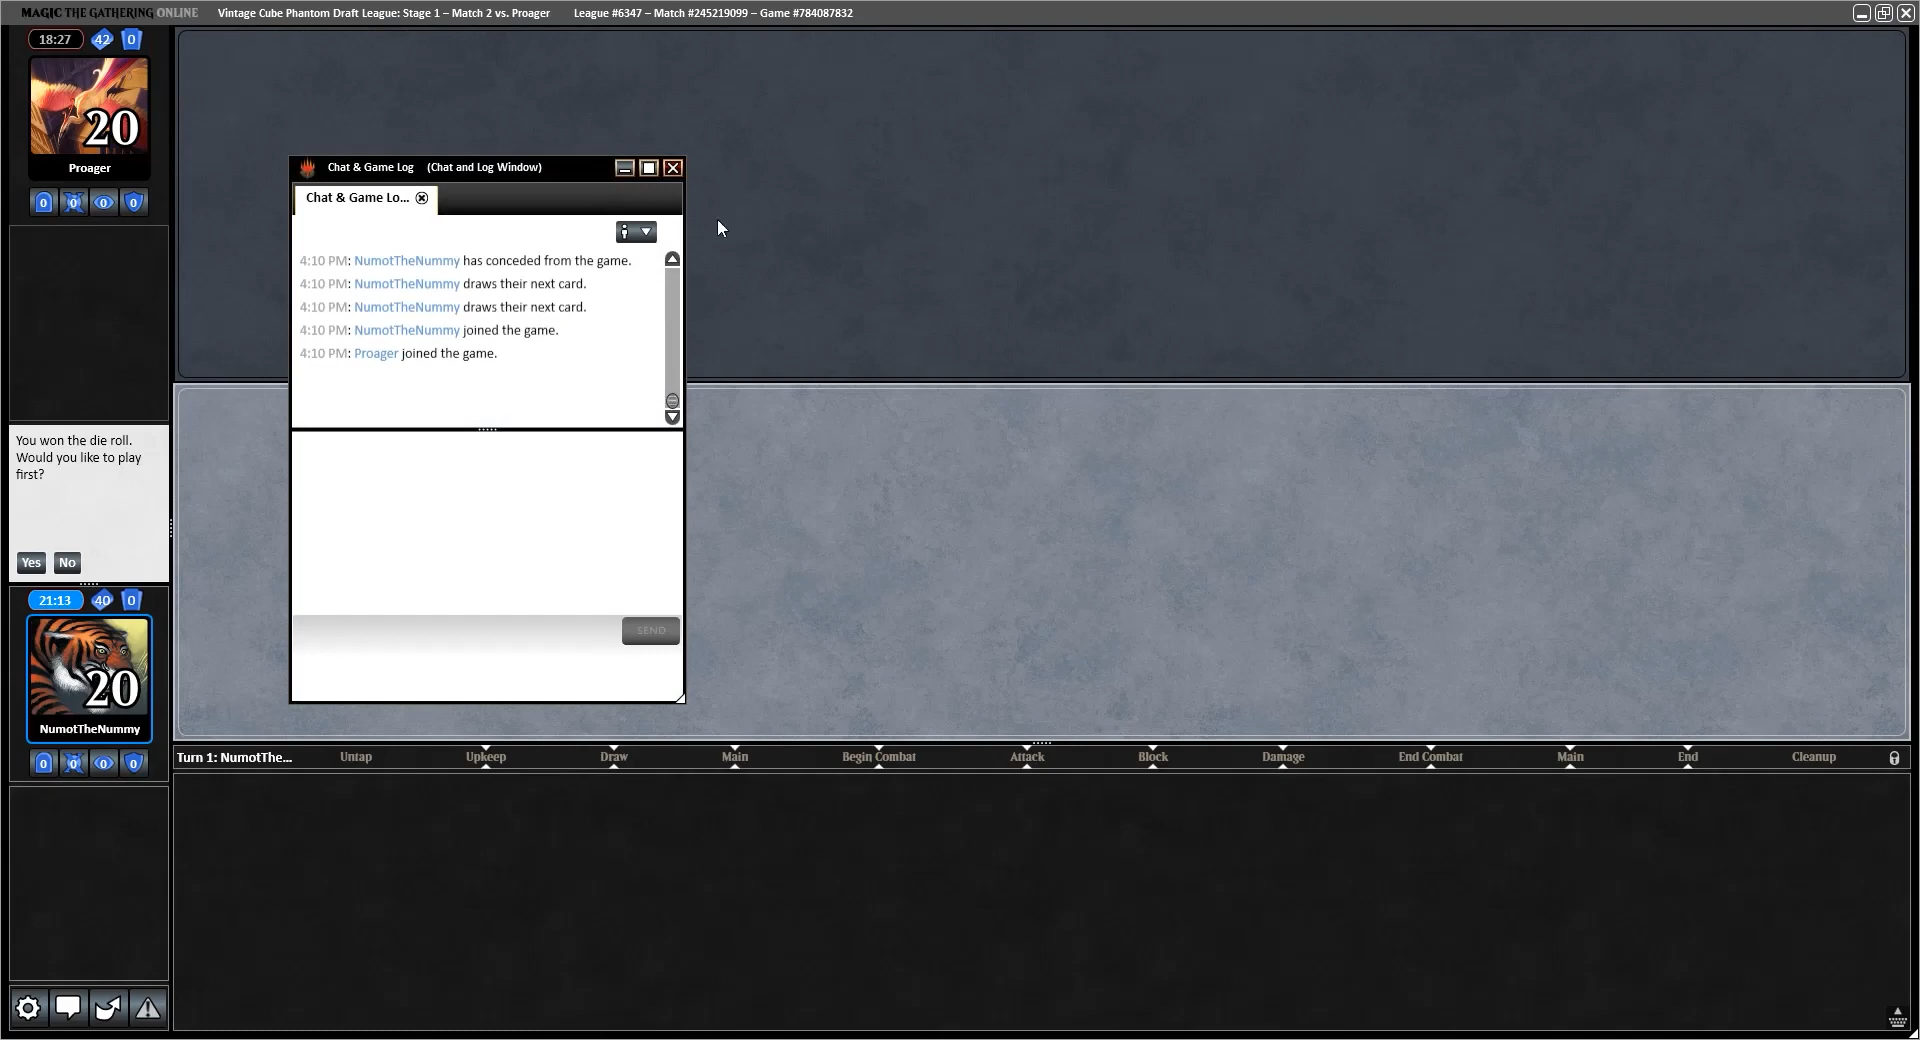 MAGIC THE GATHERING ONLINE Vintage Cube Phantom Draft League: Stage 1 – Match 2 vs. Proager League #6347 – Match #245219099 – Game #784087832
18:27 42 0
20
Proager
0 0 0 0
Chat & Game Log (Chat and Log Window)
Chat & Game Lo...
4:10 PM: NumotTheNummy has conceded from the game.
4:10 PM: NumotTheNummy draws their next card.
4:10 PM: NumotTheNummy draws their next card.
4:10 PM: NumotTheNummy joined the game.
4:10 PM: Proager joined the game.
SEND
You won the die roll.
Would you like to play
first?
Yes No
21:13 40 0
20
NumotTheNummy
0 0 0 0
Turn 1: NumotThe... Untap Upkeep Draw Main Begin Combat Attack Block Damage End Combat Main End Cleanup